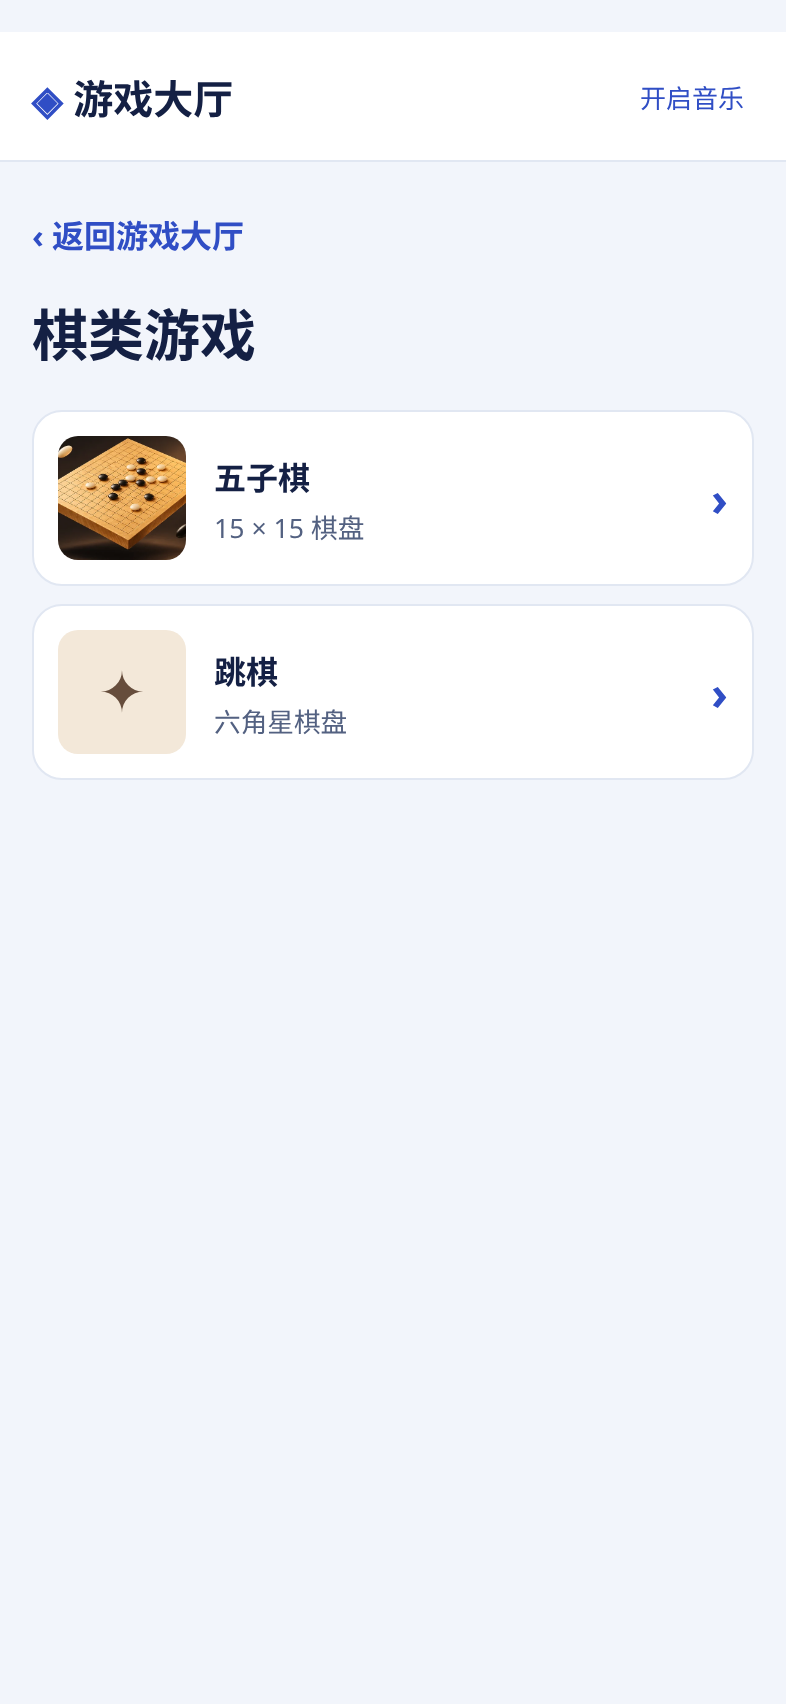 ◈ 游戏大厅
开启音乐
‹ 返回游戏大厅
棋类游戏
五子棋
15 × 15 棋盘
›
跳棋
六角星棋盘
›